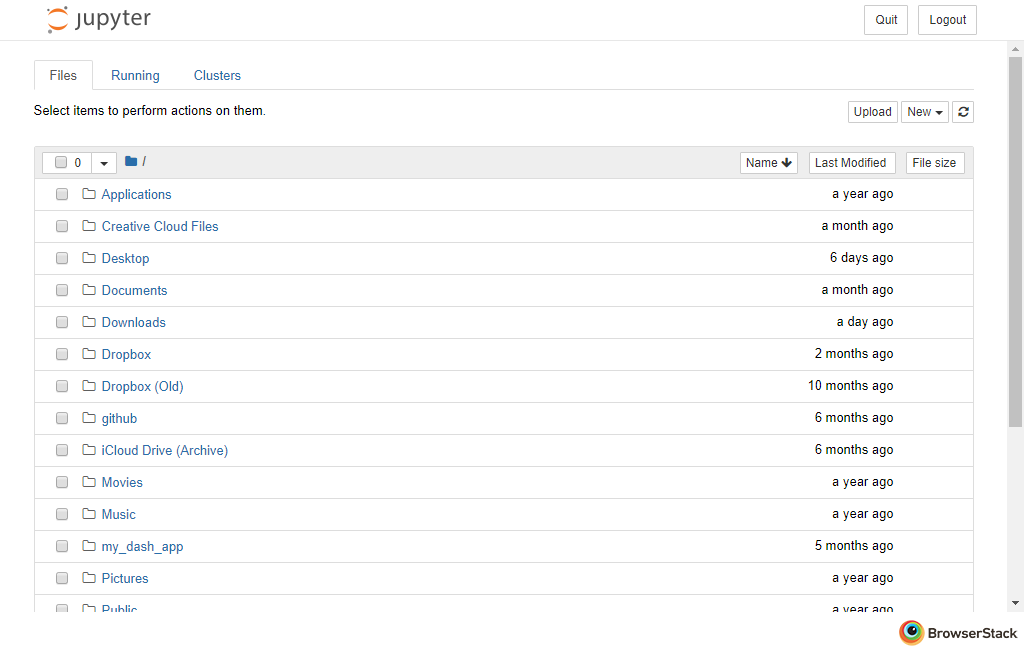 jupyter
Quit Logout
Files Running Clusters
Select items to perform actions on them.
Upload New
0 / Name Last Modified File size
Applications a year ago
Creative Cloud Files a month ago
Desktop 6 days ago
Documents a month ago
Downloads a day ago
Dropbox 2 months ago
Dropbox (Old) 10 months ago
github 6 months ago
iCloud Drive (Archive) 6 months ago
Movies a year ago
Music a year ago
my_dash_app 5 months ago
Pictures a year ago
Public a year ago
BrowserStack